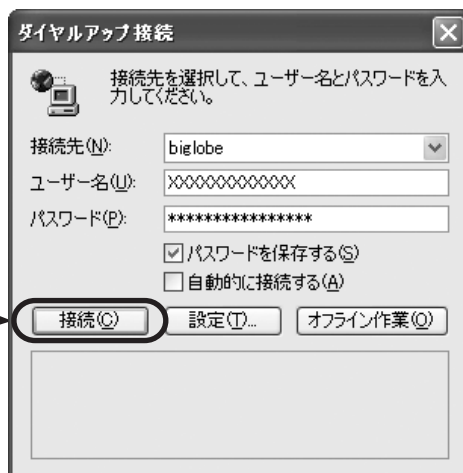 ダイヤルアップ接続
接続先を選択して、ユーザー名とパスワードを入
力してください。
接続先(N): biglobe
ユーザー名(U): XXXXXXXXXXXXX
パスワード(P): ****************
パスワードを保存する(S)
自動的に接続する(A)
接続(C) 設定(T)... オフライン作業(O)